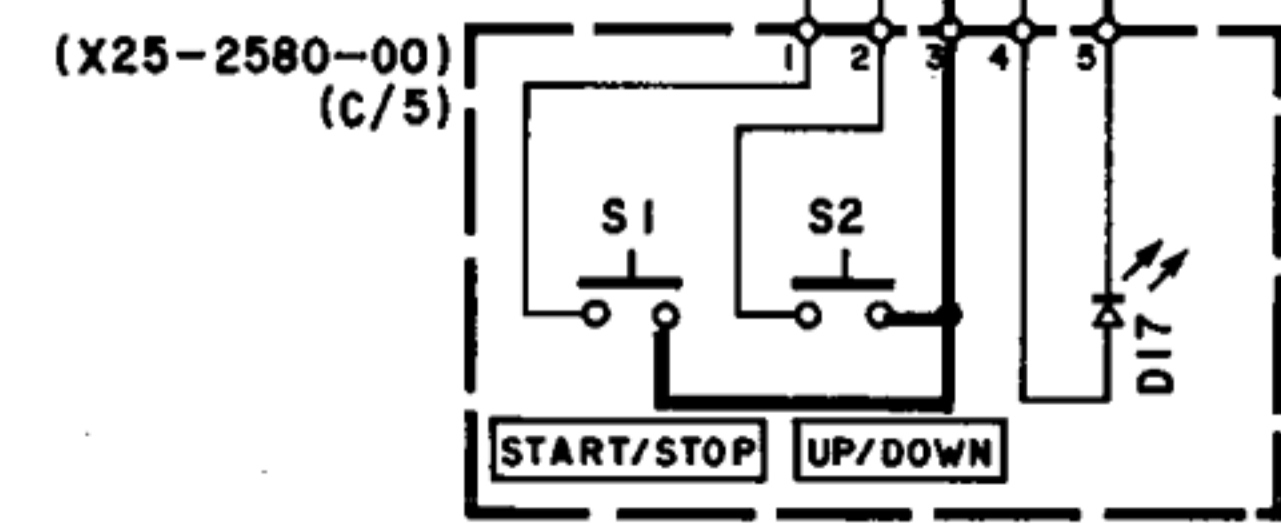 (X25-2580-00)
(C/5)
1 2 3 4 5
S1 S2
D17
START/STOP UP/DOWN